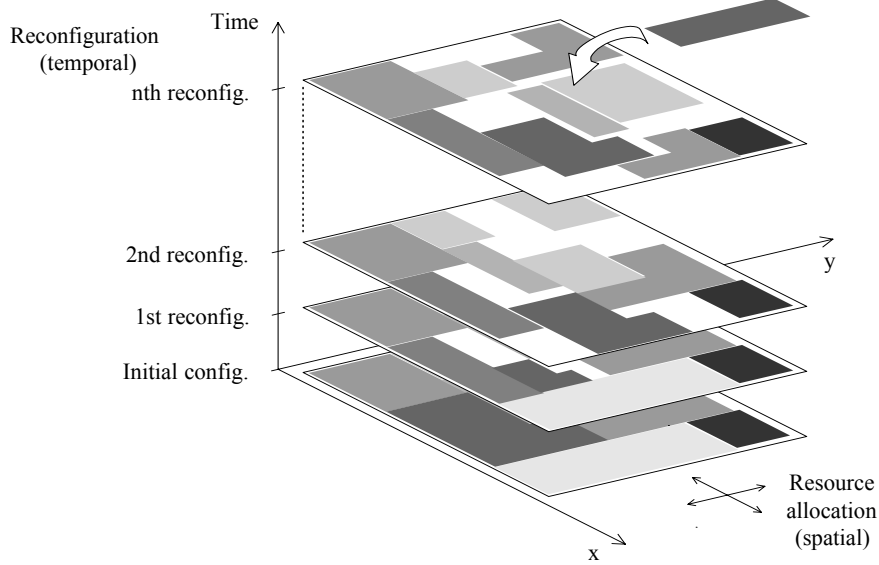 Time
Reconfiguration
(temporal)
nth reconfig.
2nd reconfig.
y
1st reconfig.
Initial config.
Resource
allocation
(spatial)
x